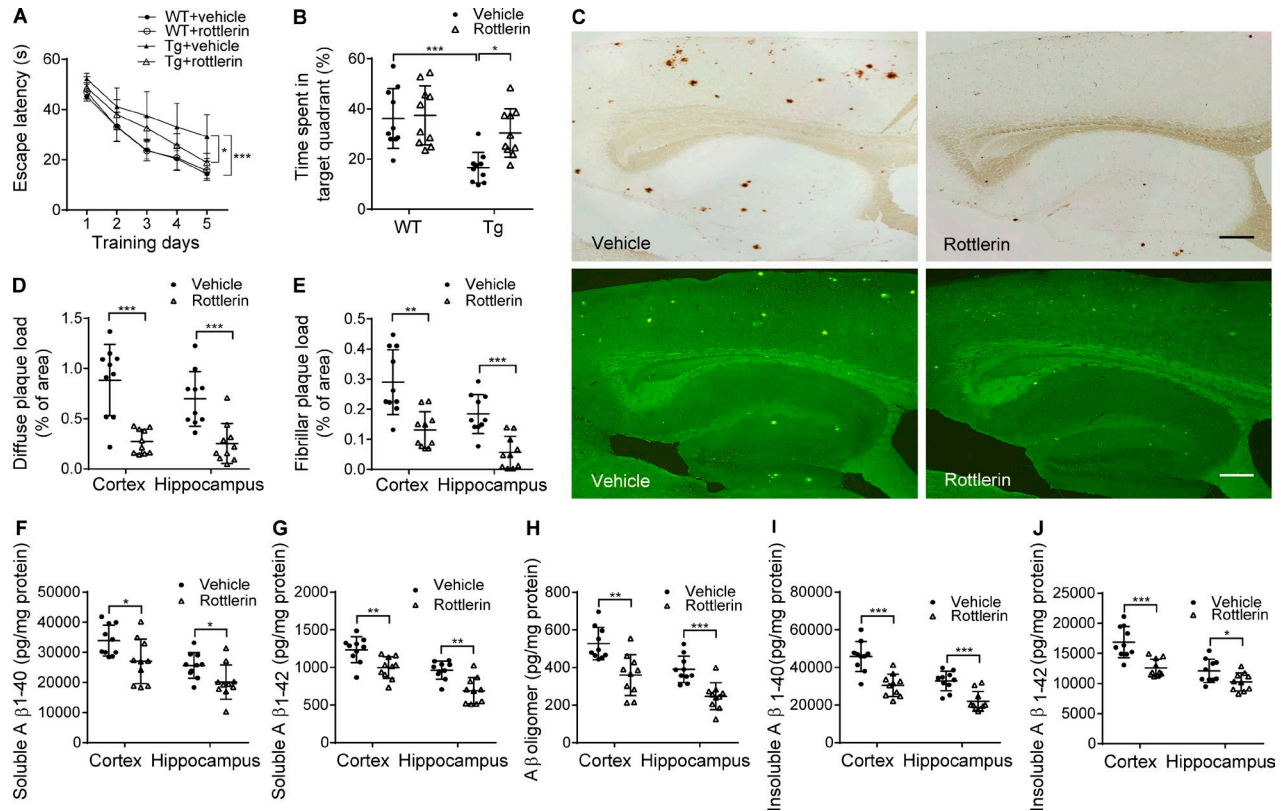 A
WT+vehicle
WT+rottlerin
Tg+vehicle
Tg+rottlerin
Escape latency (s)
60
40
20
0
1 2 3 4 5
Training days
*
***
B
Vehicle
Rottlerin
Time spent in
target quadrant (%)
60
40
20
0
***
*
WT Tg
C
Vehicle
Rottlerin
Vehicle
Rottlerin
D
Vehicle
Rottlerin
Diffuse plaque load
(% of area)
1.5
1.0
0.5
0.0
***
***
Cortex Hippocampus
E
Vehicle
Rottlerin
Fibrillar plaque load
(% of area)
0.5
0.4
0.3
0.2
0.1
0.0
**
***
Cortex Hippocampus
F
Soluble A β1-40 (pg/mg protein)
Vehicle
Rottlerin
50000
40000
30000
20000
10000
0
*
*
Cortex Hippocampus
G
Soluble A β1-42 (pg/mg protein)
Vehicle
Rottlerin
2000
1500
1000
500
0
**
**
Cortex Hippocampus
H
Aβoligomer (pg/mg protein)
Vehicle
Rottlerin
800
600
400
200
0
**
***
Cortex Hippocampus
I
Insoluble A β 1-40(pg/mg protein)
Vehicle
Rottlerin
80000
60000
40000
20000
0
***
***
Cortex Hippocampus
J
Insoluble A β 1-42(pg/mg protein)
Vehicle
Rottlerin
25000
20000
15000
10000
5000
0
***
*
Cortex Hippocampus